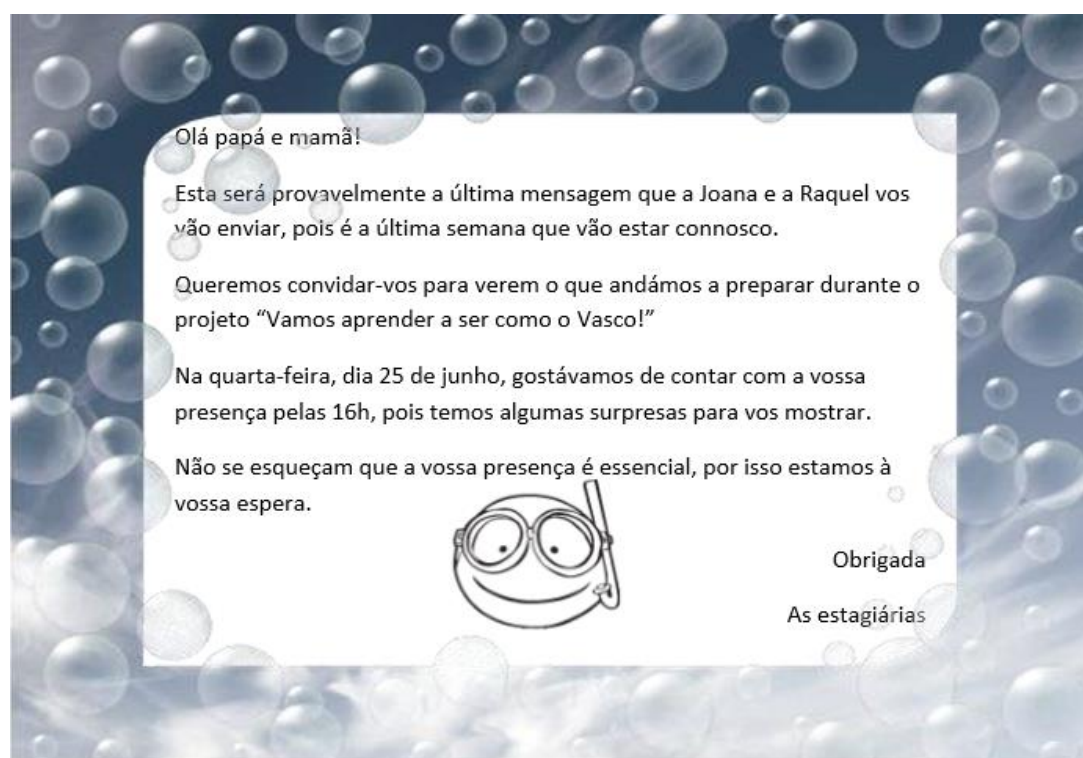 Olá papá e mamã!
Esta será provavelmente a última mensagem que a Joana e a Raquel vos
vão enviar, pois é a última semana que vão estar connosco.
Queremos convidar-vos para verem o que andámos a preparar durante o
projeto “Vamos aprender a ser como o Vasco!”
Na quarta-feira, dia 25 de junho, gostávamos de contar com a vossa
presença pelas 16h, pois temos algumas surpresas para vos mostrar.
Não se esqueçam que a vossa presença é essencial, por isso estamos à
vossa espera.
Obrigada
As estagiárias